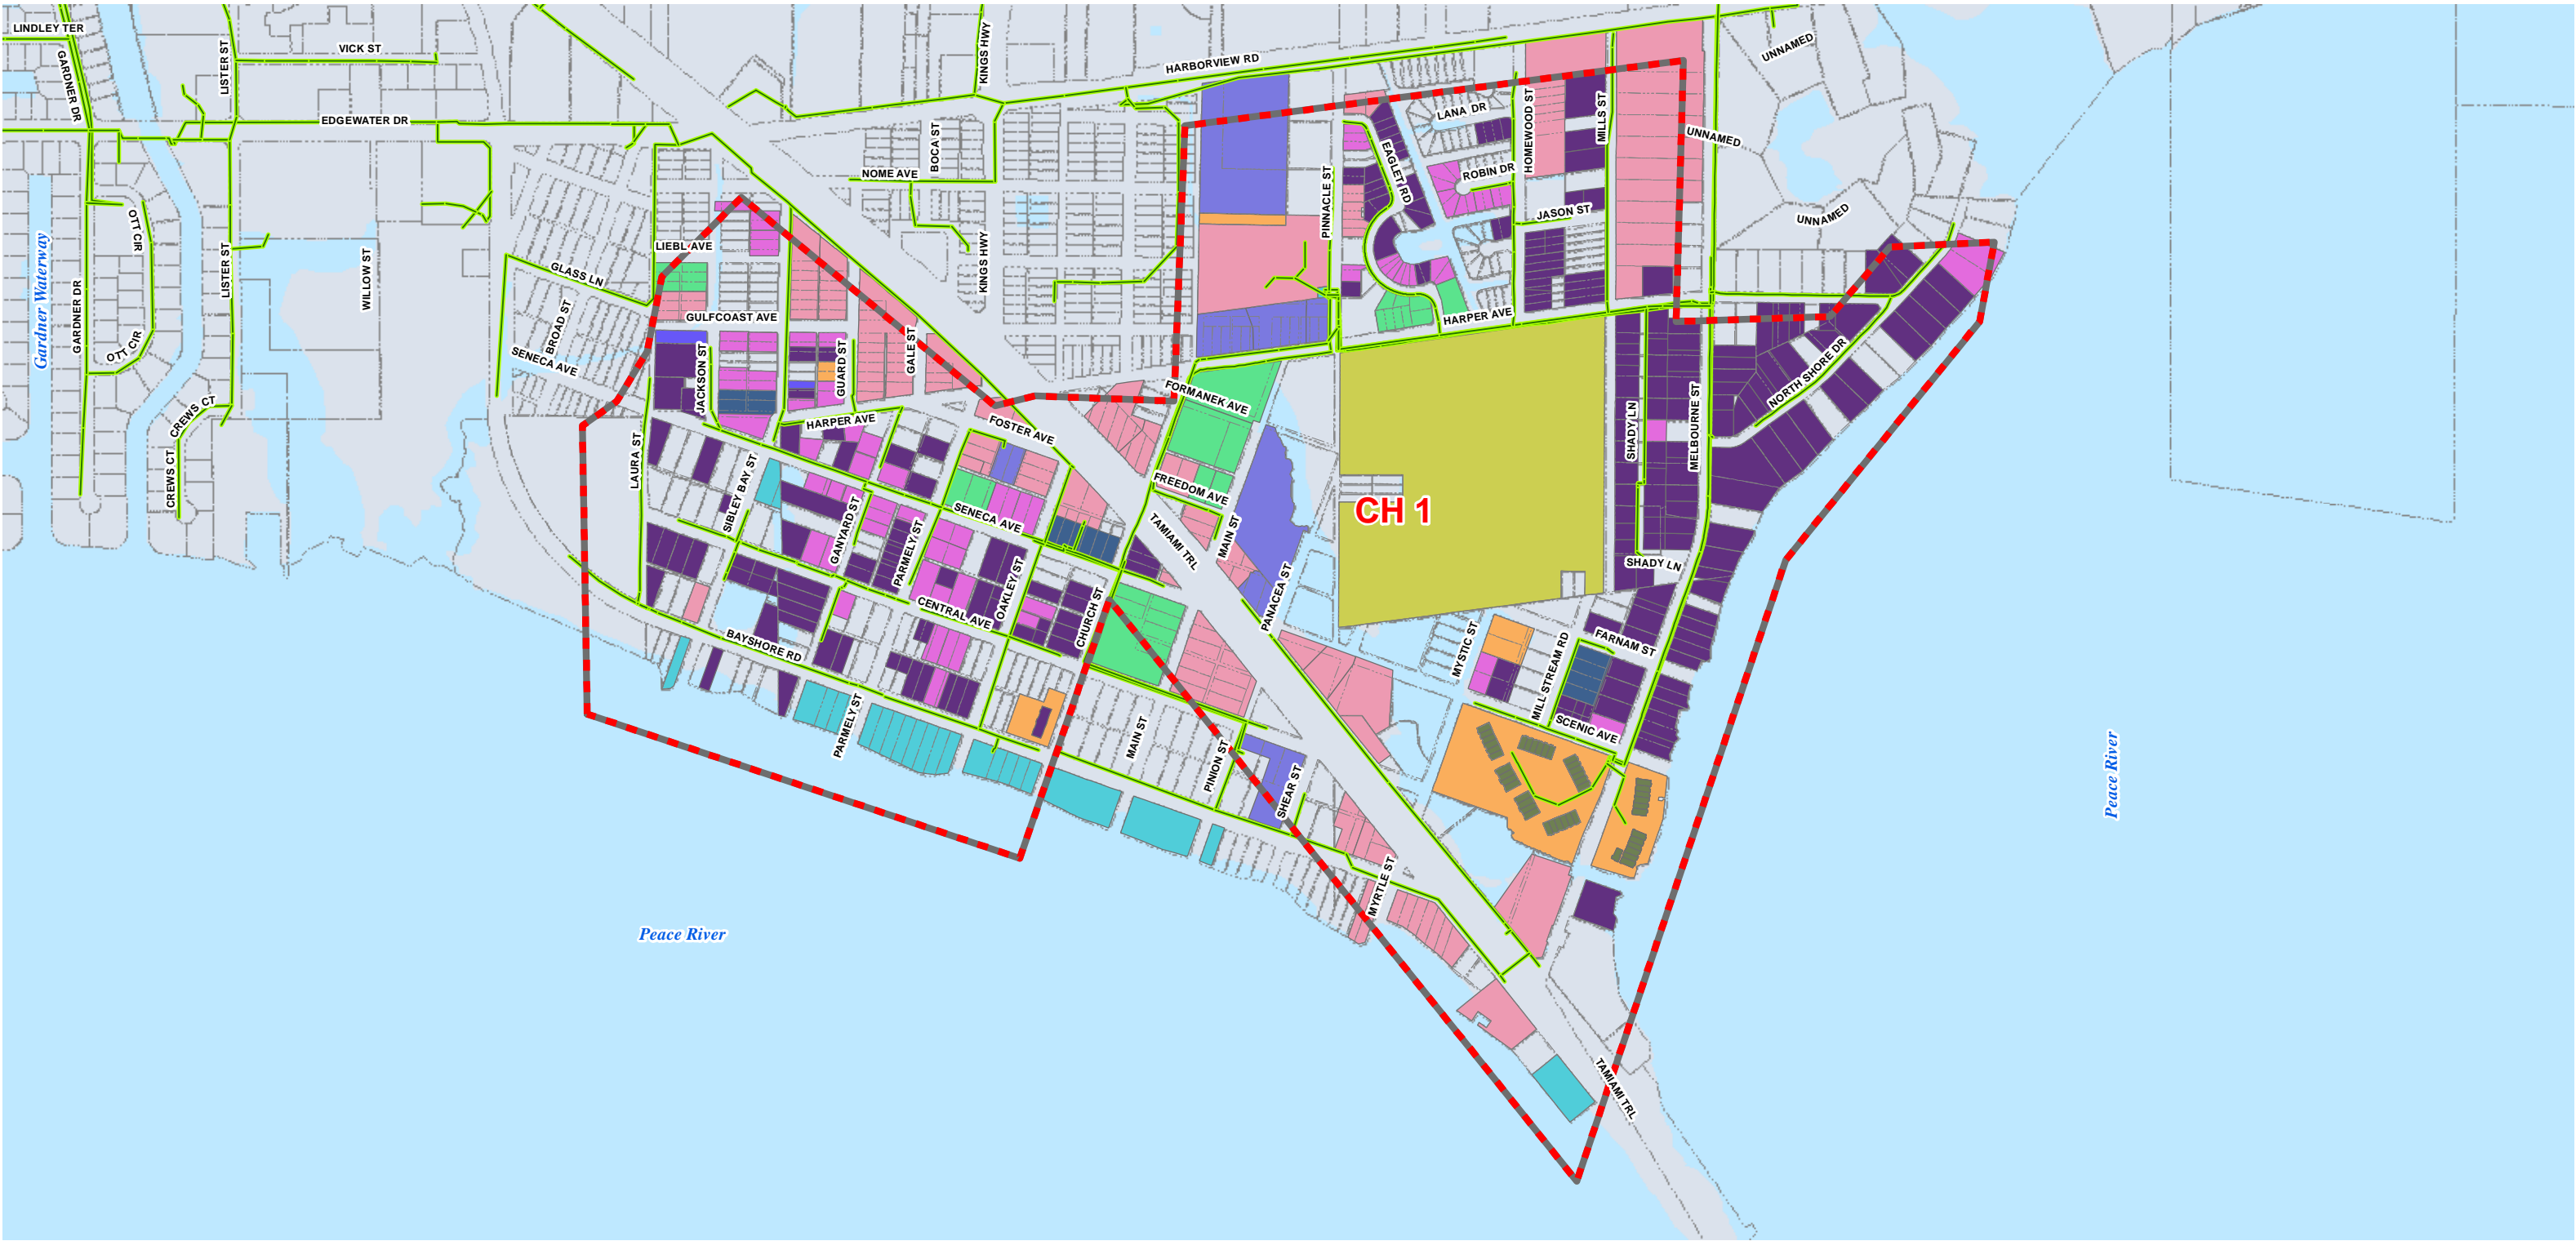 LINDLEY TER
GARDNER DR
LISTER ST
VICK ST
EDGEWATER DR
KINGS HWY
HARBORVIEW RD
UNNAMED
BOCA ST
NOME AVE
LANA DR
HOMEWOOD ST
MILLS ST
UNNAMED
EAGLET RD
ROBIN DR
PINNACLE ST
JASON ST
UNNAMED
OTT CIR
Gardner Waterway
GARDNER DR
LISTER ST
WILLOW ST
LIEBL AVE
GLASS LN
KINGS HWY
BROAD ST
GULFCOAST AVE
HARPER AVE
OTT CIR
SENECA AVE
JACKSON ST
GUARD ST
GALE ST
NORTH SHORE DR
CREWS CT
FORMANEK AVE
HARPER AVE
FOSTER AVE
SHADY LN
MELBOURNE ST
LAURA ST
CREWS CT
SIBLEY BAY ST
FREEDOM AVE
CH 1
SENECA AVE
GANYARD ST
PARMELY ST
TAMIAMI TRL
MAIN ST
SHADY LN
OAKLEY ST
PANACEA ST
CENTRAL AVE
CHURCH ST
BAYSHORE RD
MYSTIC ST
FARNAM ST
MILL STREAM RD
SCENIC AVE
PARMELY ST
MAIN ST
PINION ST
SHEAR ST
Peace River
MYRTLE ST
Peace River
TAMIAMI TRL